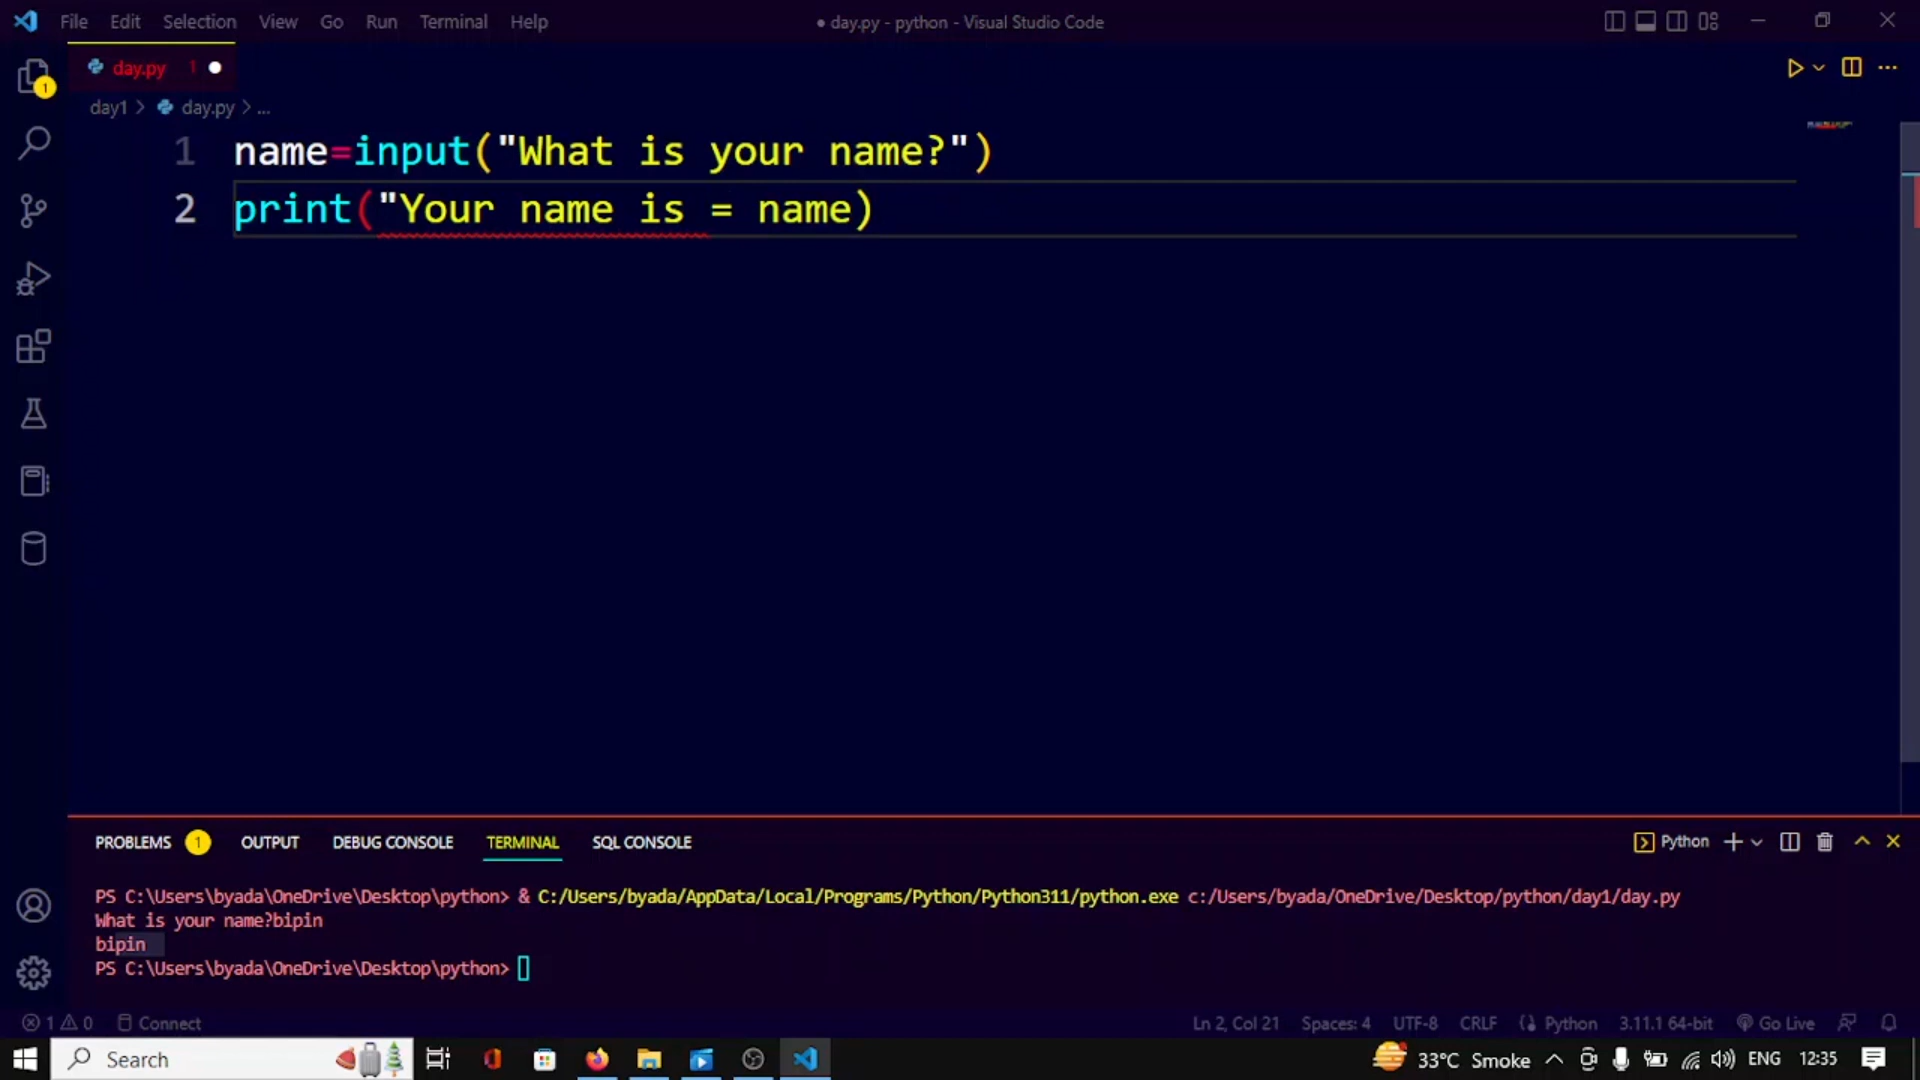 File Edit Selection View Go Run Terminal Help
● day.py - python - Visual Studio Code
day.py 1 ●
1
day1 > day.py > ...
1 name=input("What is your name?")
2 print("Your name is = name)
PROBLEMS 1 OUTPUT DEBUG CONSOLE TERMINAL SQL CONSOLE
Python
PS C:\Users\byada\OneDrive\Desktop\python> & C:/Users/byada/AppData/Local/Programs/Python/Python311/python.exe c:/Users/byada/OneDrive/Desktop/python/day1/day.py
What is your name?bipin
bipin
PS C:\Users\byada\OneDrive\Desktop\python>
1 0 Connect
Ln 2, Col 21 Spaces: 4 UTF-8 CRLF Python 3.11.1 64-bit Go Live
Search
33°C Smoke ENG 12:35